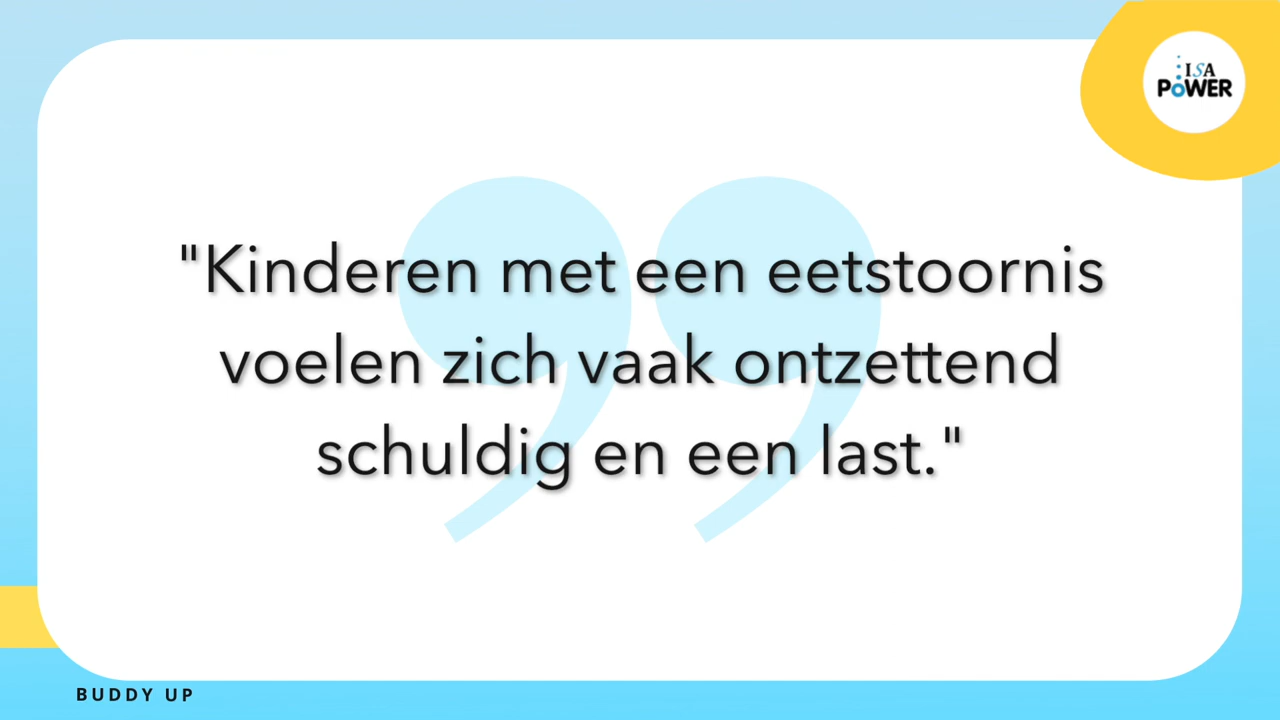 ISA
POWER
"Kinderen met een eetstoornis
voelen zich vaak ontzettend
schuldig en een last."
BUDDY UP